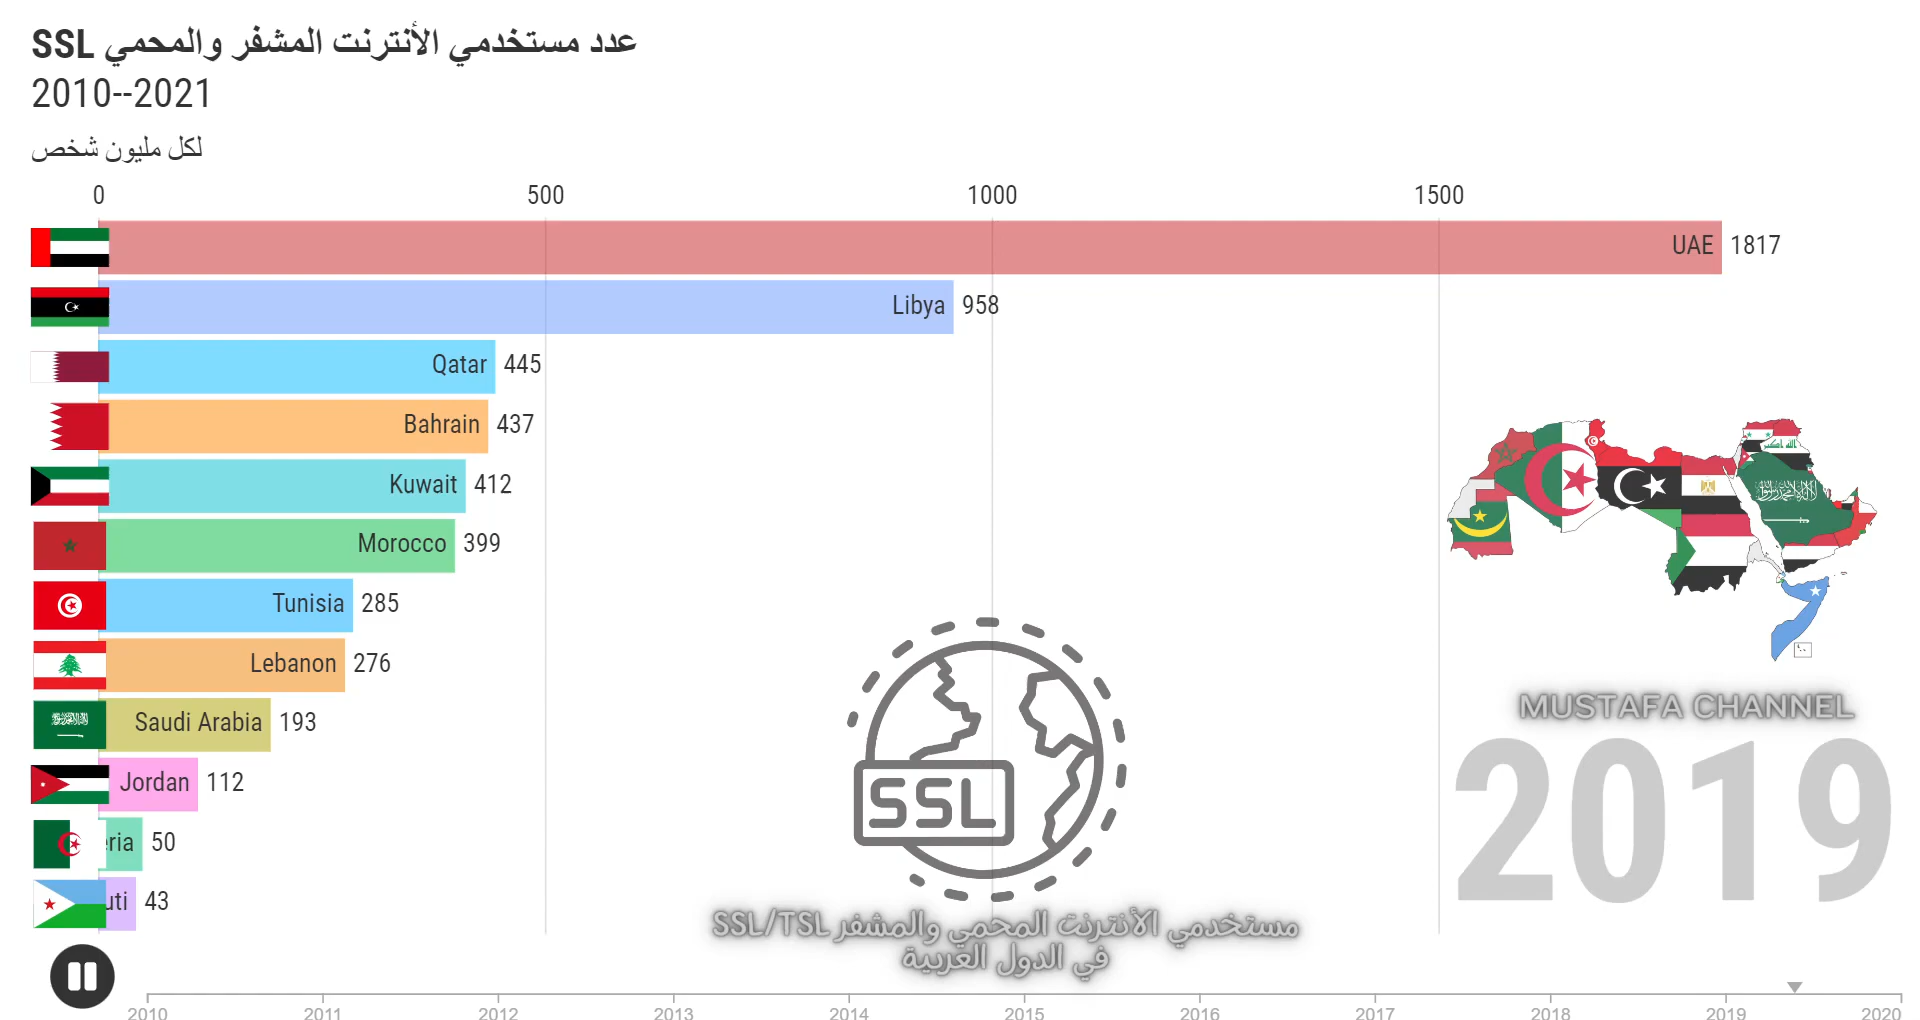 عدد مستخدمي الأنترنت المشفر والمحمي SSL
2010--2021
لكل مليون شخص
0 500 1000 1500
UAE 1817
Libya 958
Qatar 445
Bahrain 437
Kuwait 412
Morocco 399
Tunisia 285
Lebanon 276
Saudi Arabia 193
Jordan 112
eria 50
uti 43
SSL
MUSTAFA CHANNEL
2019
مستخدمي الأنترنت المحمي والمشفر SSL/TSL
في الدول العربية
2010 2011 2012 2013 2014 2015 2016 2017 2018 2019 2020